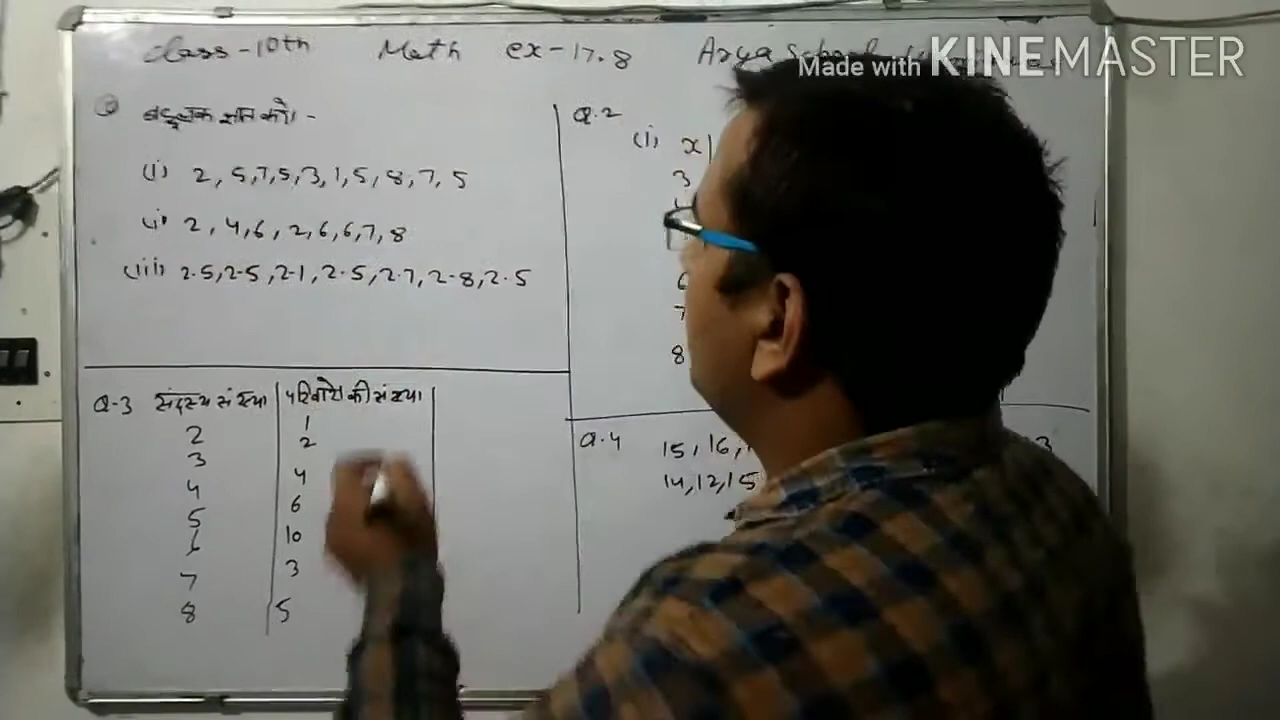 class-10th Math ex-17.8 Arya School
Made with KINEMASTER
बहुलक ज्ञात करो। -
(i) 2, 5, 7, 5, 3, 1, 5, 8, 7, 5
ii) 2, 4, 6, 2, 6, 6, 7, 8
(iii) 2.5, 2.5, 2.1, 2.5, 2.7, 2.8, 2.5
Q.2
(i) x
3
6
7
8
Q-3 सदस्य संख्या परिवारो की संख्या
2 1
3 2
4 4
5 6
6 10
7 3
8 5
Q.4 15, 16, 3
14, 12, 15